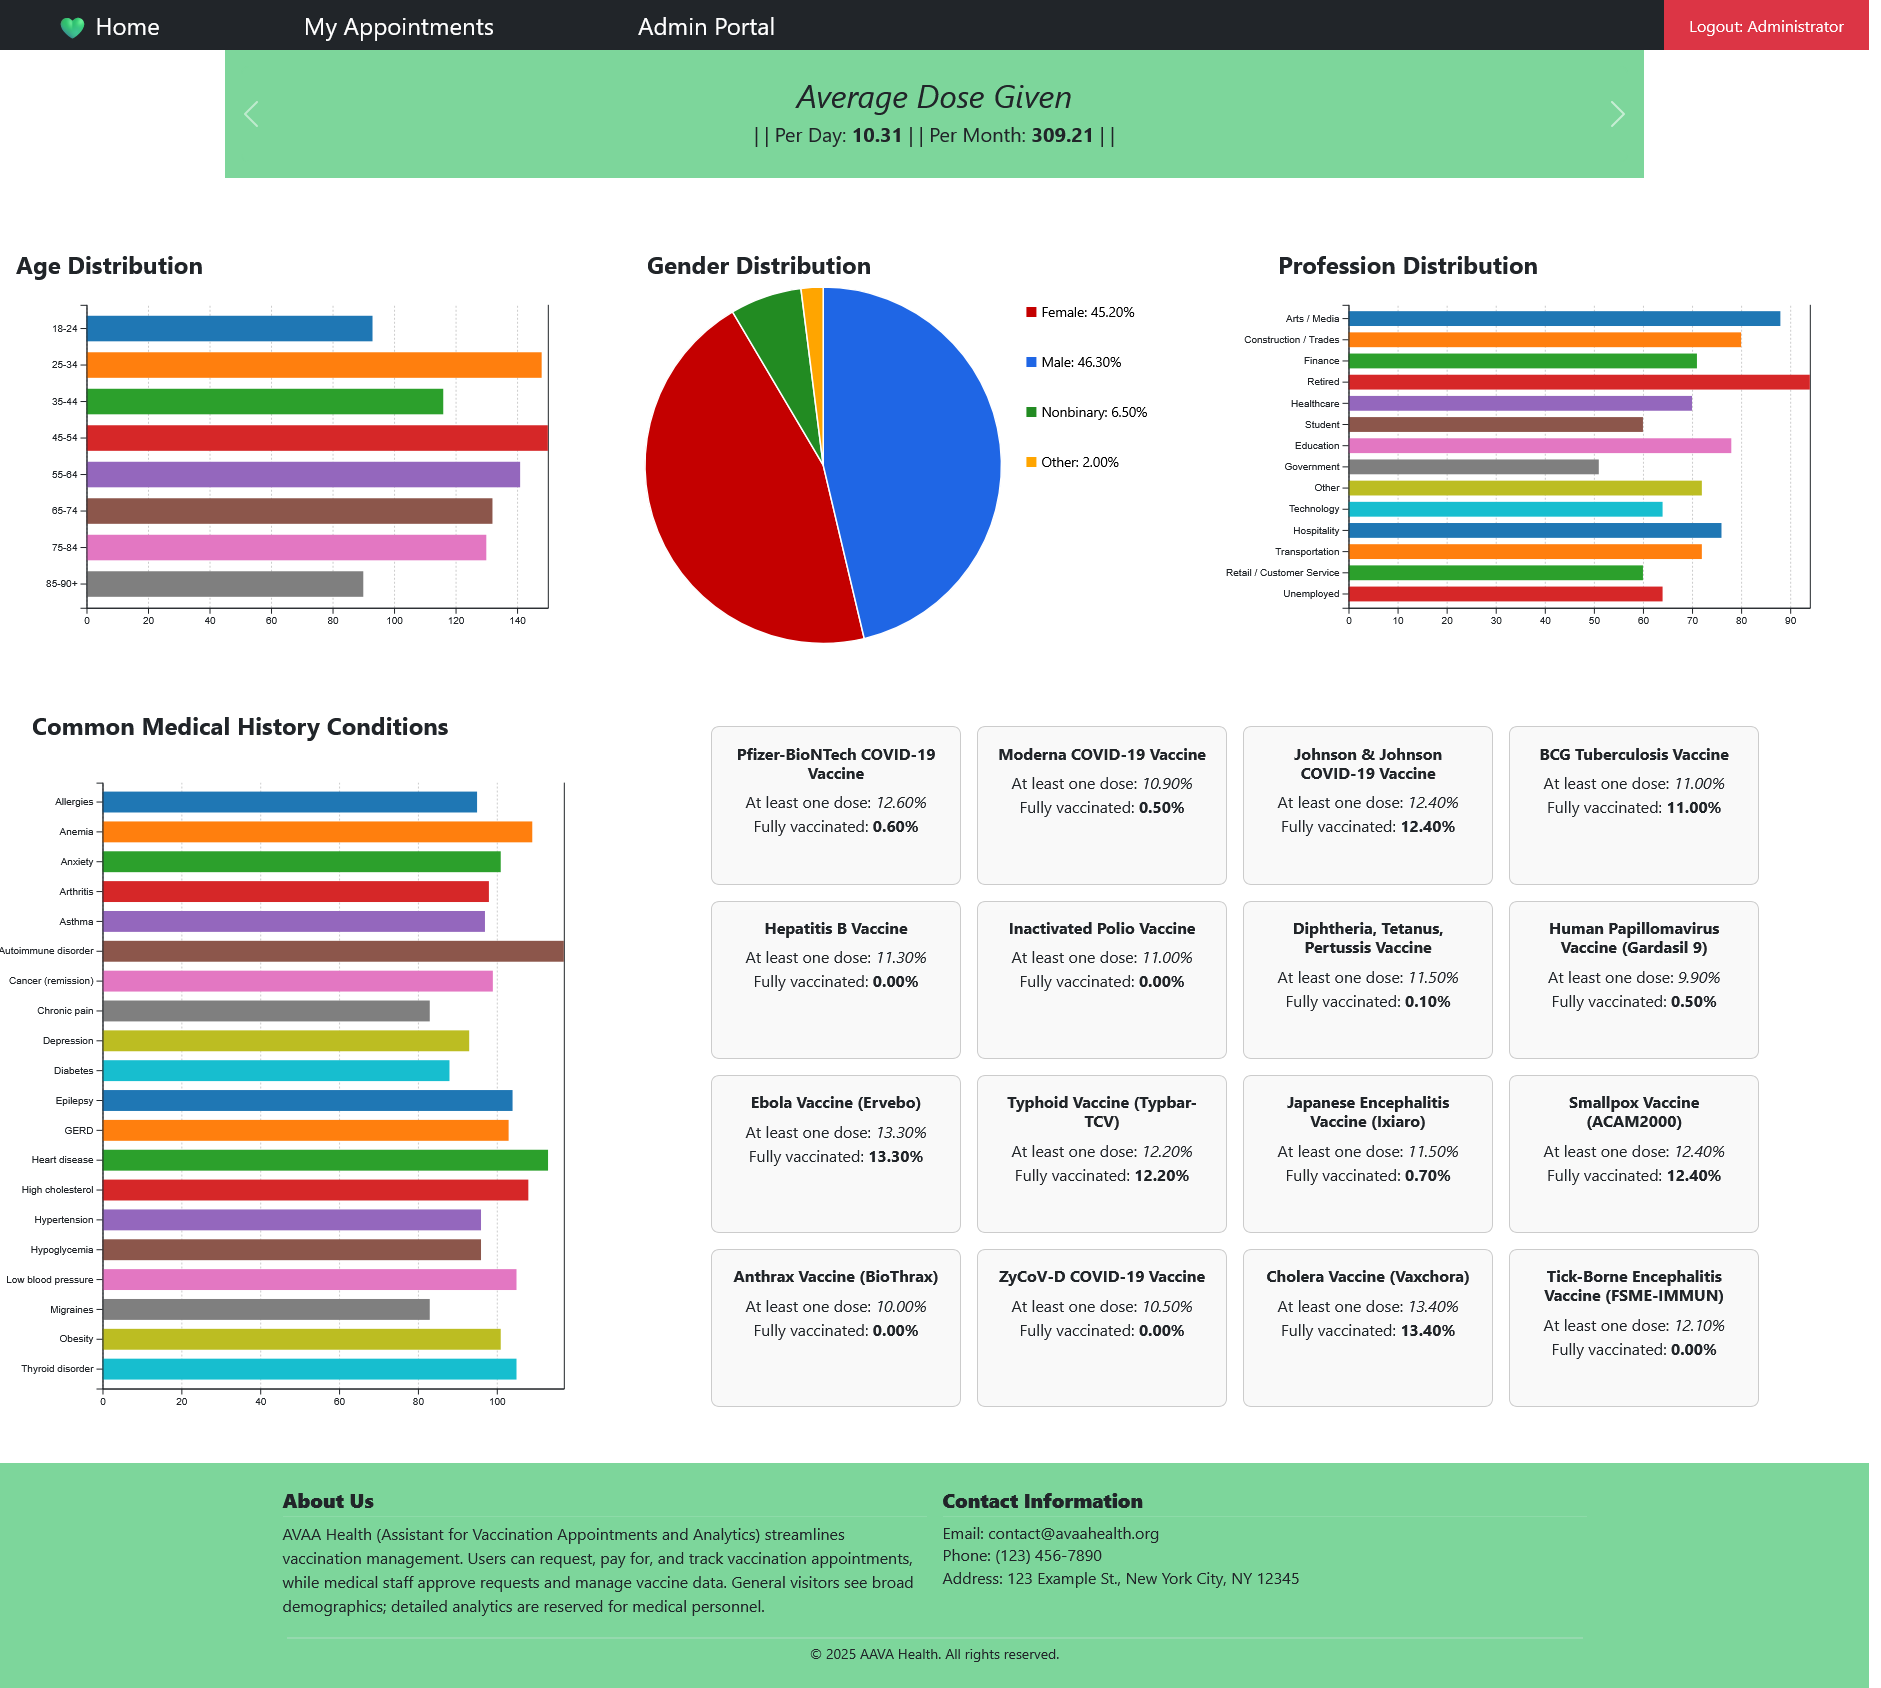 Home
My Appointments
Admin Portal
Logout: Administrator
Average Dose Given
| | Per Day: 10.31 | | Per Month: 309.21 | |
Age Distribution
18-24
25-34
35-44
45-54
55-64
65-74
75-84
85-90+
0 20 40 60 80 100 120 140
Gender Distribution
Female: 45.20%
Male: 46.30%
Nonbinary: 6.50%
Other: 2.00%
Profession Distribution
Arts / Media
Construction / Trades
Finance
Retired
Healthcare
Student
Education
Government
Other
Technology
Hospitality
Transportation
Retail / Customer Service
Unemployed
0 10 20 30 40 50 60 70 80 90
Common Medical History Conditions
Allergies
Anemia
Anxiety
Arthritis
Asthma
Autoimmune disorder
Cancer (remission)
Chronic pain
Depression
Diabetes
Epilepsy
GERD
Heart disease
High cholesterol
Hypertension
Hypoglycemia
Low blood pressure
Migraines
Obesity
Thyroid disorder
0 20 40 60 80 100
Pfizer-BioNTech COVID-19
Vaccine
At least one dose: 12.60%
Fully vaccinated: 0.60%
Moderna COVID-19 Vaccine
At least one dose: 10.90%
Fully vaccinated: 0.50%
Johnson & Johnson
COVID-19 Vaccine
At least one dose: 12.40%
Fully vaccinated: 12.40%
BCG Tuberculosis Vaccine
At least one dose: 11.00%
Fully vaccinated: 11.00%
Hepatitis B Vaccine
At least one dose: 11.30%
Fully vaccinated: 0.00%
Inactivated Polio Vaccine
At least one dose: 11.00%
Fully vaccinated: 0.00%
Diphtheria, Tetanus,
Pertussis Vaccine
At least one dose: 11.50%
Fully vaccinated: 0.10%
Human Papillomavirus
Vaccine (Gardasil 9)
At least one dose: 9.90%
Fully vaccinated: 0.50%
Ebola Vaccine (Ervebo)
At least one dose: 13.30%
Fully vaccinated: 13.30%
Typhoid Vaccine (Typbar-
TCV)
At least one dose: 12.20%
Fully vaccinated: 12.20%
Japanese Encephalitis
Vaccine (Ixiaro)
At least one dose: 11.50%
Fully vaccinated: 0.70%
Smallpox Vaccine
(ACAM2000)
At least one dose: 12.40%
Fully vaccinated: 12.40%
Anthrax Vaccine (BioThrax)
At least one dose: 10.00%
Fully vaccinated: 0.00%
ZyCoV-D COVID-19 Vaccine
At least one dose: 10.50%
Fully vaccinated: 0.00%
Cholera Vaccine (Vaxchora)
At least one dose: 13.40%
Fully vaccinated: 13.40%
Tick-Borne Encephalitis
Vaccine (FSME-IMMUN)
At least one dose: 12.10%
Fully vaccinated: 0.00%
About Us
AVAA Health (Assistant for Vaccination Appointments and Analytics) streamlines
vaccination management. Users can request, pay for, and track vaccination appointments,
while medical staff approve requests and manage vaccine data. General visitors see broad
demographics; detailed analytics are reserved for medical personnel.
Contact Information
Email: contact@avaahealth.org
Phone: (123) 456-7890
Address: 123 Example St., New York City, NY 12345
© 2025 AAVA Health. All rights reserved.